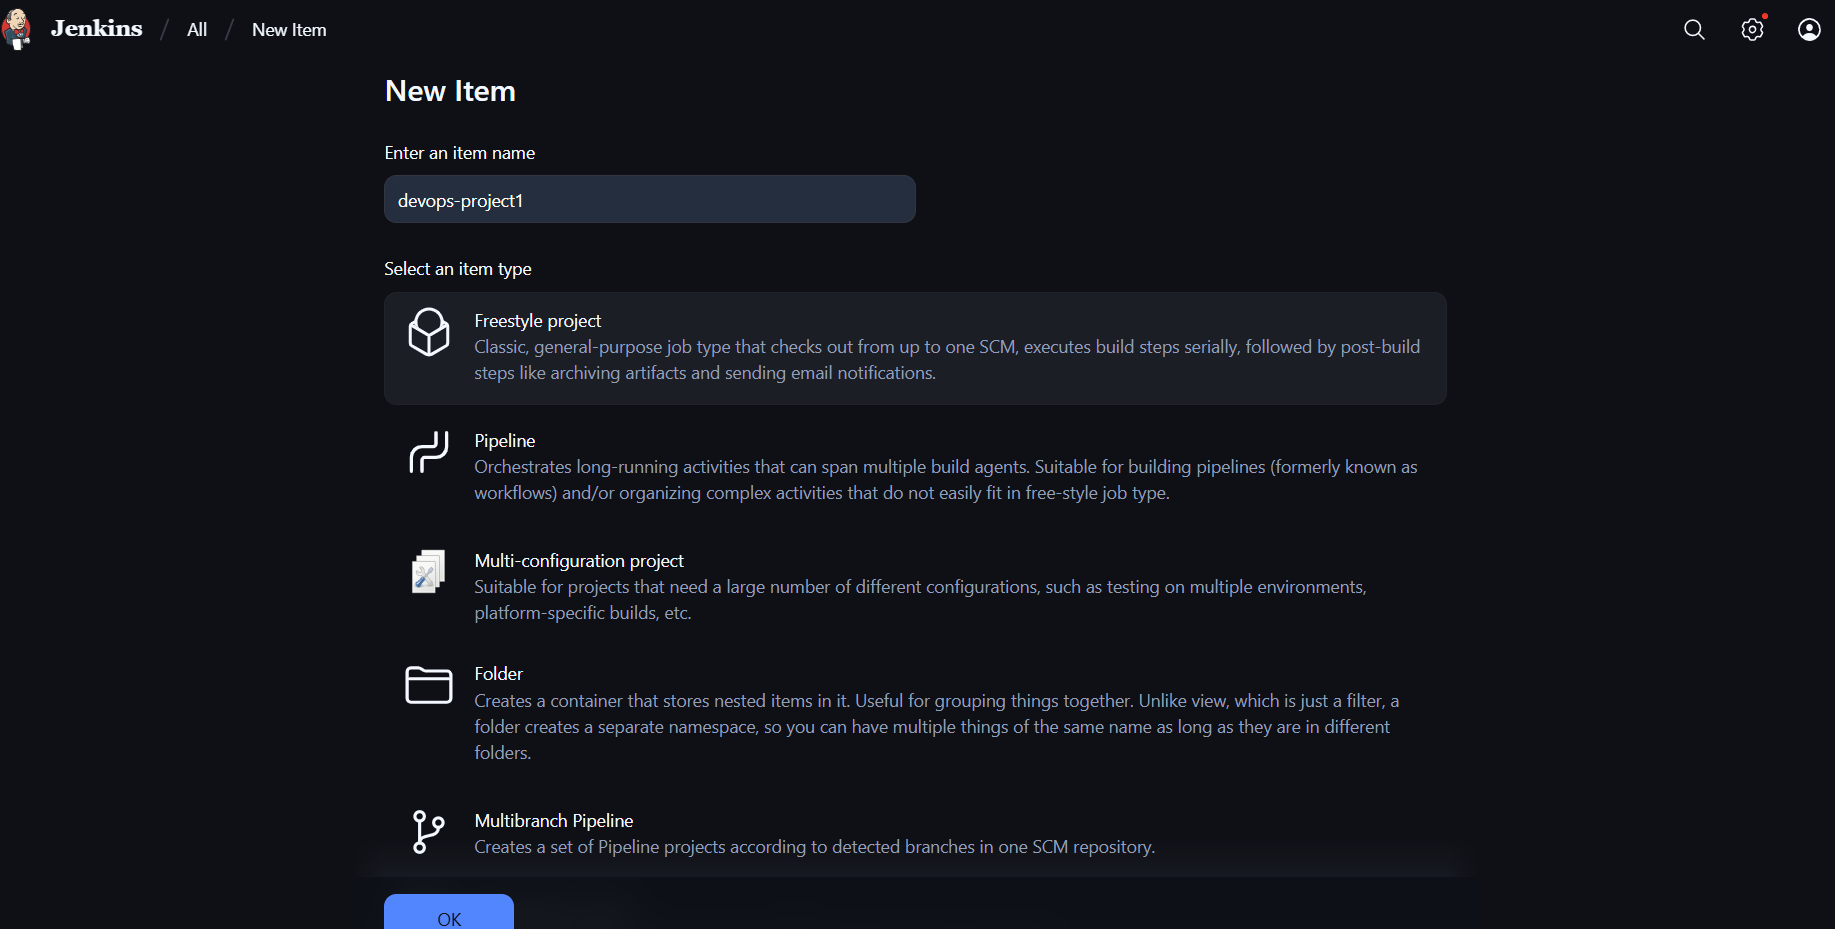 Jenkins / All / New Item
New Item
Enter an item name
devops-project1
Select an item type
Freestyle project
Classic, general-purpose job type that checks out from up to one SCM, executes build steps serially, followed by post-build
steps like archiving artifacts and sending email notifications.
Pipeline
Orchestrates long-running activities that can span multiple build agents. Suitable for building pipelines (formerly known as
workflows) and/or organizing complex activities that do not easily fit in free-style job type.
Multi-configuration project
Suitable for projects that need a large number of different configurations, such as testing on multiple environments,
platform-specific builds, etc.
Folder
Creates a container that stores nested items in it. Useful for grouping things together. Unlike view, which is just a filter, a
folder creates a separate namespace, so you can have multiple things of the same name as long as they are in different
folders.
Multibranch Pipeline
Creates a set of Pipeline projects according to detected branches in one SCM repository.
OK